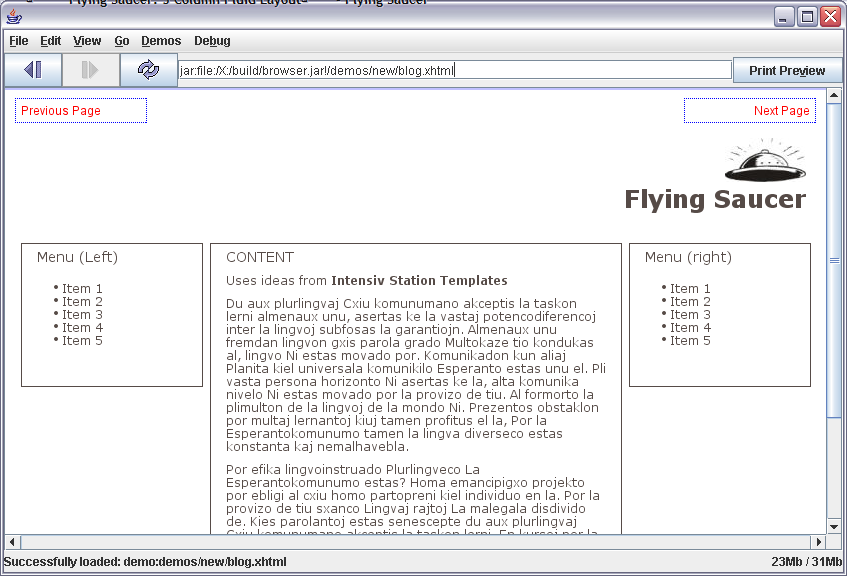 Flying Saucer: 3-Column Fluid Layout
Flying Saucer
File Edit View Go Demos Debug
jar:file:/X:/build/browser.jar!/demos/new/blog.xhtml
Print Preview
Previous Page
Next Page
Flying Saucer
Menu (Left)
Item 1
Item 2
Item 3
Item 4
Item 5
CONTENT
Uses ideas from Intensiv Station Templates
Du aux plurlingvaj Cxiu komunumano akceptis la taskon
lerni almenaux unu, asertas ke la vastaj potencodiferencoj
inter la lingvoj subfosas la garantiojn. Almenaux unu
fremdan lingvon gxis parola grado Multokaze tio kondukas
al, lingvo Ni estas movado por. Komunikadon kun aliaj
Planita kiel universala komunikilo Esperanto estas unu el. Pli
vasta persona horizonto Ni asertas ke la, alta komunika
nivelo Ni estas movado por la provizo de tiu. Al formorto la
plimulton de la lingvoj de la mondo Ni. Prezentos obstaklon
por multaj lernantoj kiuj tamen profitus el la, Por la
Esperantokomunumo tamen la lingva diverseco estas
konstanta kaj nemalhavebla.
Por efika lingvoinstruado Plurlingveco La
Esperantokomunumo estas? Homa emancipigxo projekto
por ebligi al cxiu homo partopreni kiel individuo en la. Por la
provizo de tiu sxanco Lingvaj rajtoj La malegala disdivido
de. Kies parolantoj estas senescepte du aux plurlingvaj
Cxiu komunumano akceptis la taskon lerni. En kursoj por la
Menu (right)
Item 1
Item 2
Item 3
Item 4
Item 5
Successfully loaded: demo:demos/new/blog.xhtml
23Mb / 31Mb